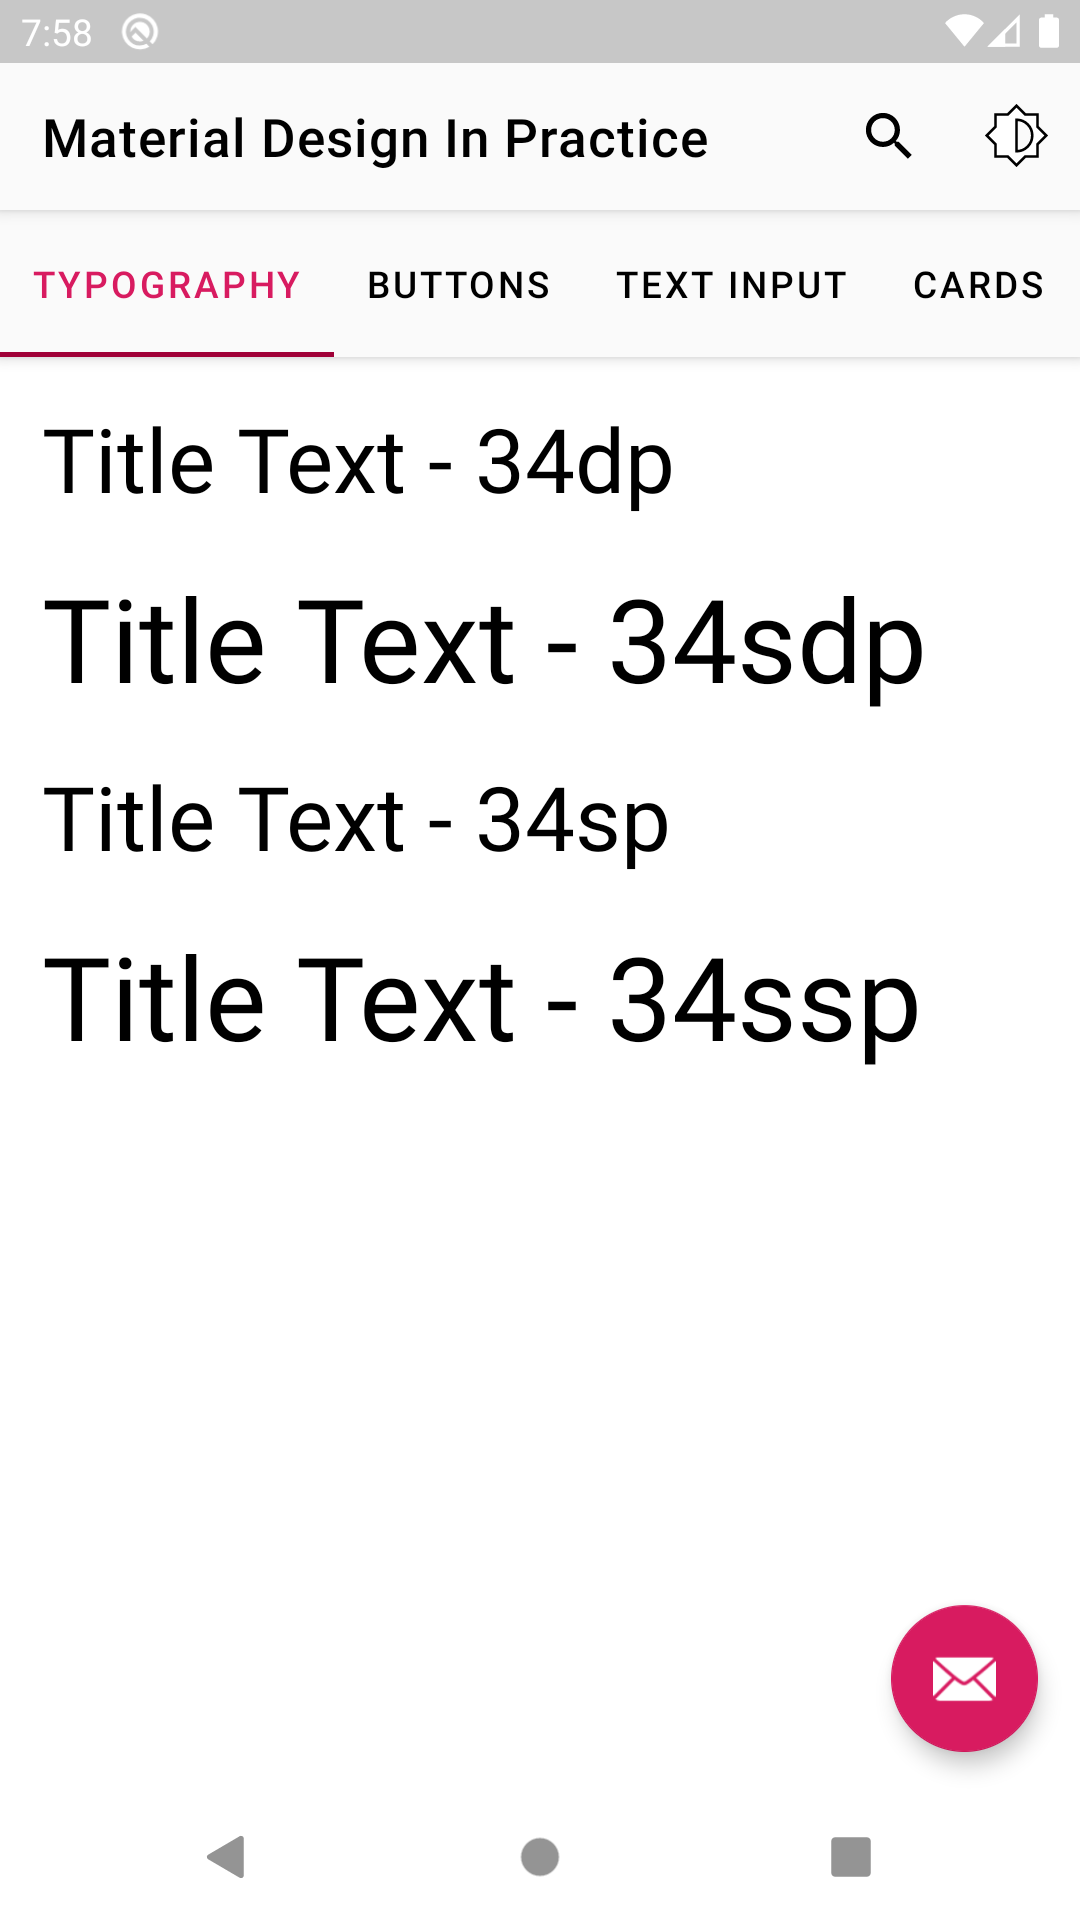 7:58
Material Design In Practice
TYPOGRAPHY BUTTONS TEXT INPUT CARDS
Title Text - 34dp
Title Text - 34sdp
Title Text - 34sp
Title Text - 34ssp